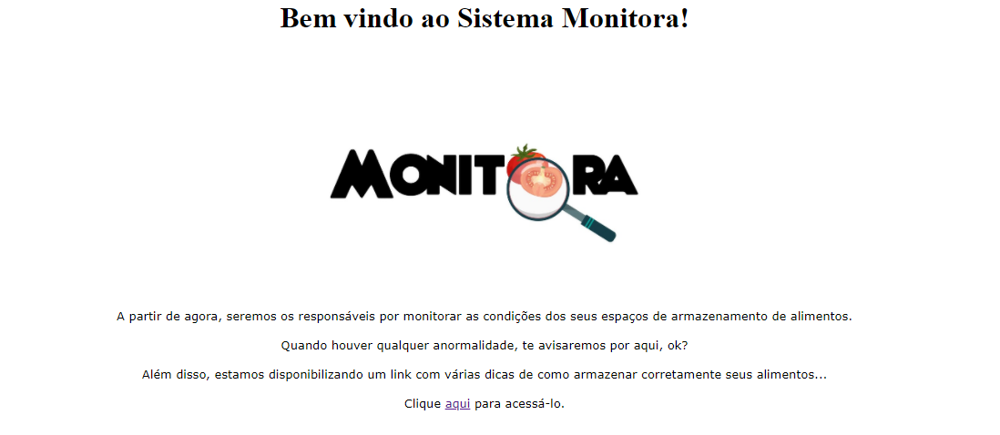 Bem vindo ao Sistema Monitora!
MONITORA
A partir de agora, seremos os responsáveis por monitorar as condições dos seus espaços de armazenamento de alimentos.
Quando houver qualquer anormalidade, te avisaremos por aqui, ok?
Além disso, estamos disponibilizando um link com várias dicas de como armazenar corretamente seus alimentos...
Clique aqui para acessá-lo.